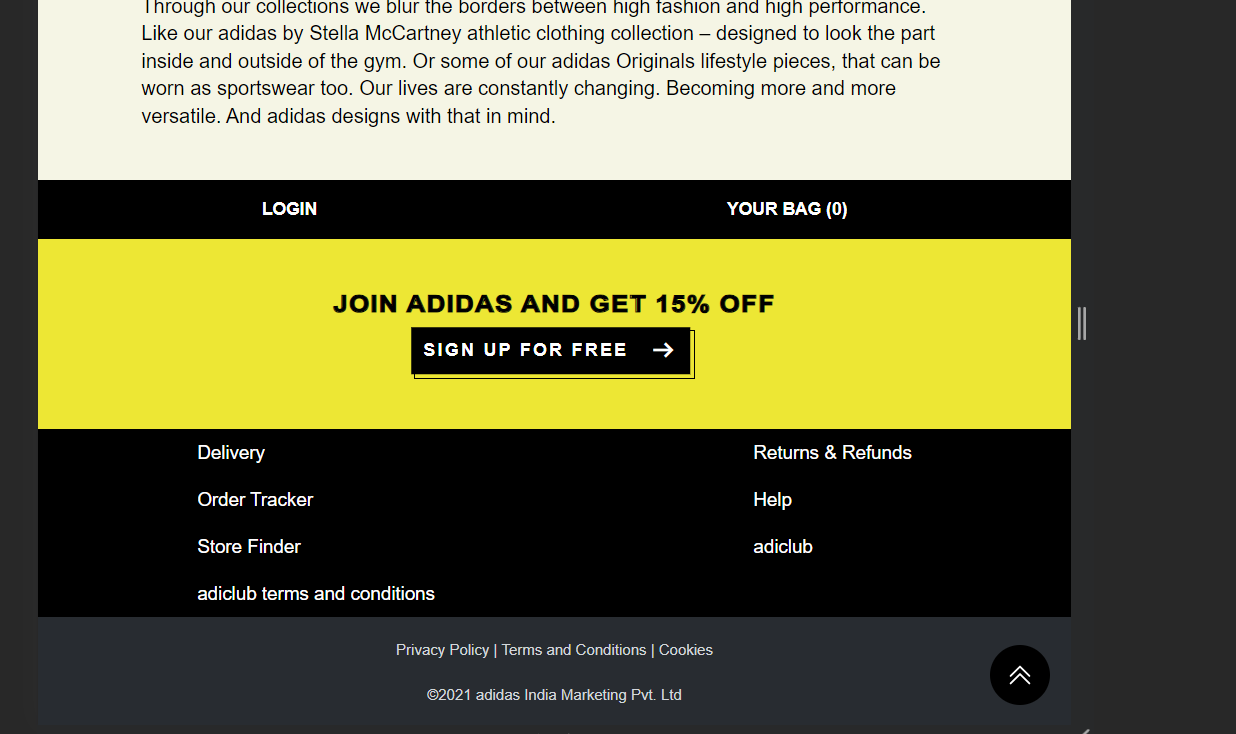 Through our collections we blur the borders between high fashion and high performance.
Like our adidas by Stella McCartney athletic clothing collection – designed to look the part
inside and outside of the gym. Or some of our adidas Originals lifestyle pieces, that can be
worn as sportswear too. Our lives are constantly changing. Becoming more and more
versatile. And adidas designs with that in mind.
LOGIN
YOUR BAG (0)
JOIN ADIDAS AND GET 15% OFF
SIGN UP FOR FREE
Delivery
Returns & Refunds
Order Tracker
Help
Store Finder
adiclub
adiclub terms and conditions
Privacy Policy | Terms and Conditions | Cookies
©2021 adidas India Marketing Pvt. Ltd